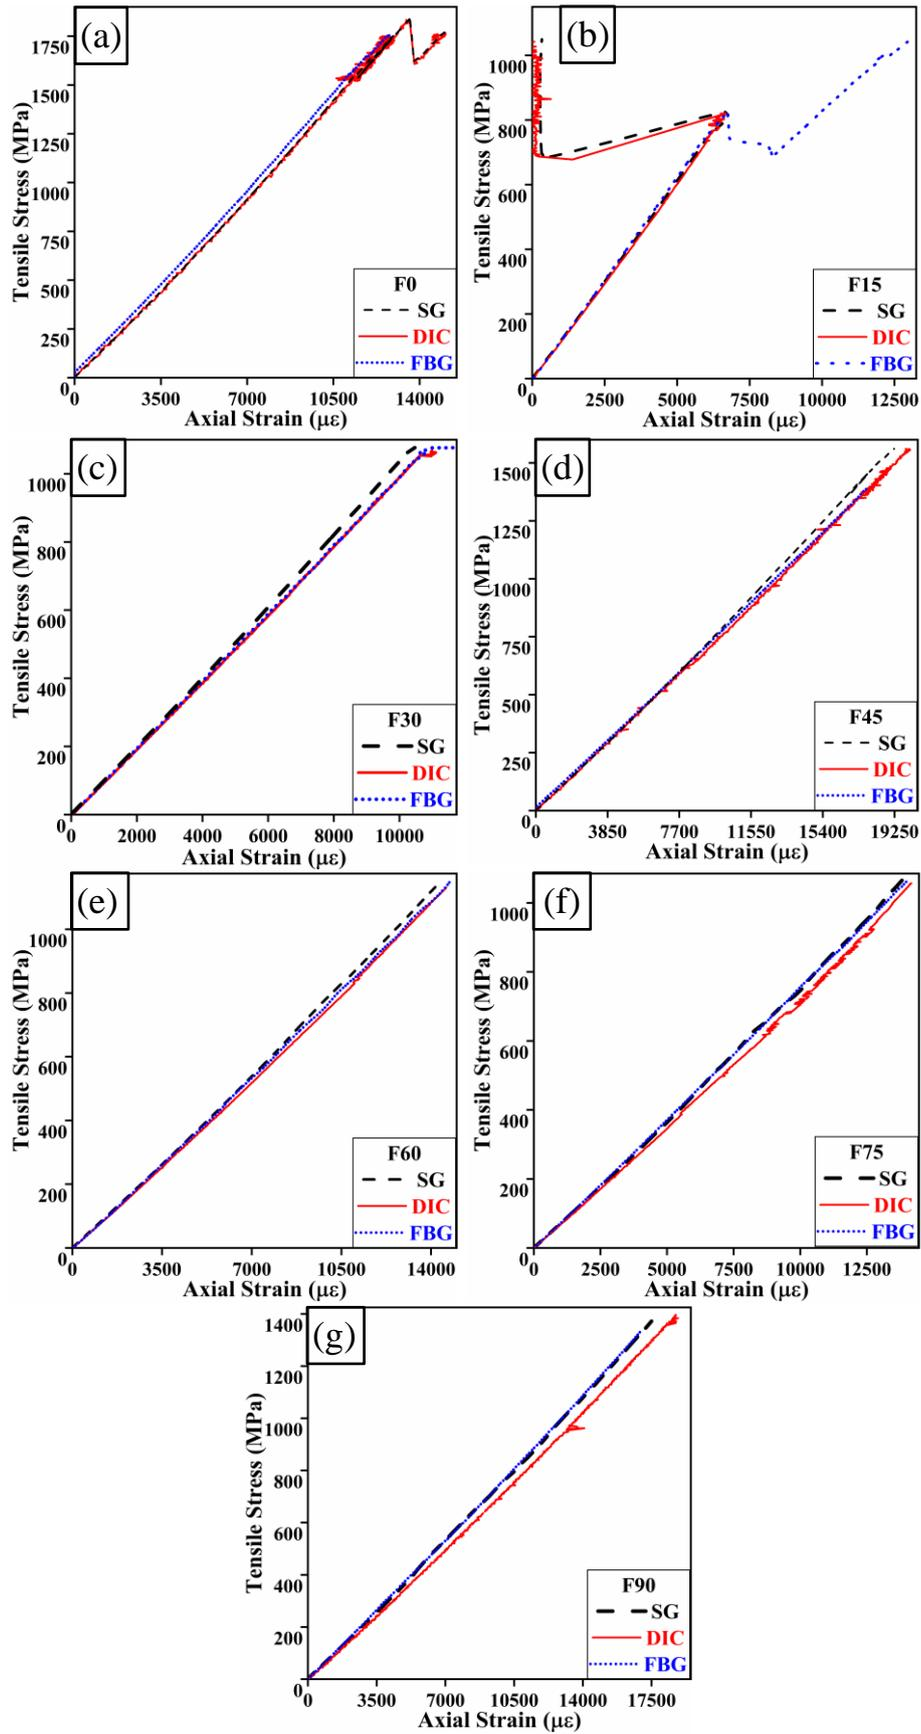 (a)
Tensile Stress (MPa)
1750
1500
1250
1000
750
500
250
0
0 3500 7000 10500 14000
Axial Strain (με)
F0
SG
DIC
FBG
(b)
Tensile Stress (MPa)
1000
800
600
400
200
0
0 2500 5000 7500 10000 12500
Axial Strain (με)
F15
SG
DIC
FBG
(c)
Tensile Stress (MPa)
1000
800
600
400
200
0
0 2000 4000 6000 8000 10000
Axial Strain (με)
F30
SG
DIC
FBG
(d)
Tensile Stress (MPa)
1500
1250
1000
750
500
250
0
0 3850 7700 11550 15400 19250
Axial Strain (με)
F45
SG
DIC
FBG
(e)
Tensile Stress (MPa)
1000
800
600
400
200
0
0 3500 7000 10500 14000
Axial Strain (με)
F60
SG
DIC
FBG
(f)
Tensile Stress (MPa)
1000
800
600
400
200
0
0 2500 5000 7500 10000 12500
Axial Strain (με)
F75
SG
DIC
FBG
(g)
Tensile Stress (MPa)
1400
1200
1000
800
600
400
200
0
0 3500 7000 10500 14000 17500
Axial Strain (με)
F90
SG
DIC
FBG